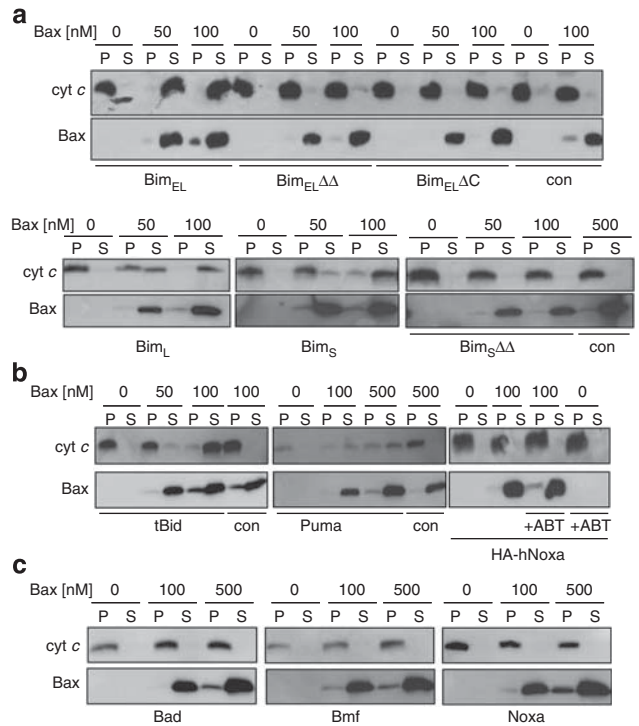 a
Bax [nM] 0 50 100 0 50 100 0 50 100 0 100
P S P S P S P S P S P S P S P S P S P S P S
cyt c
Bax
BimEL BimELΔΔ BimELΔC con
Bax [nM] 0 50 100 0 50 100 0 50 100 500
P S P S P S P S P S P S P S P S P S P S
cyt c
Bax
BimL BimS BimSΔΔ con
b
Bax [nM] 0 50 100 100 0 100 500 500 0 100 100 0
P S P S P S P S P S P S P S P S P S P S P S P S
cyt c
Bax
tBid con Puma con +ABT +ABT
HA-hNoxa
c
Bax [nM] 0 100 500 0 100 500 0 100 500
P S P S P S P S P S P S P S P S P S
cyt c
Bax
Bad Bmf Noxa